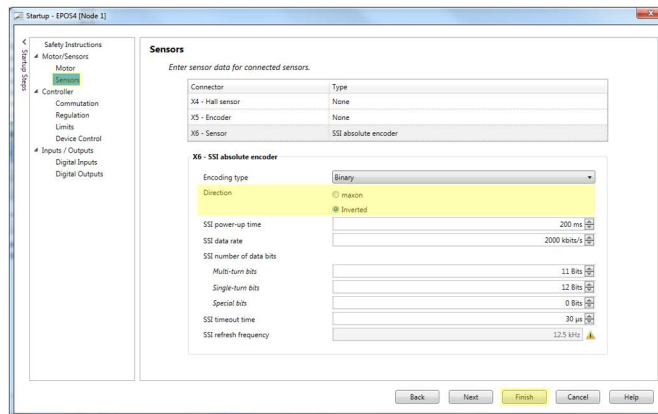 Startup - EPOS4 [Node 1]
Startup Steps
Safety Instructions
Motor/Sensors
Motor
Sensors
Controller
Commutation
Regulation
Limits
Device Control
Inputs / Outputs
Digital Inputs
Digital Outputs
Sensors
Enter sensor data for connected sensors.
Connector Type
X4 - Hall sensor None
X5 - Encoder None
X6 - Sensor SSI absolute encoder
X6 - SSI absolute encoder
Encoding type Binary
Direction maxon
Inverted
SSI power-up time 200 ms
SSI data rate 2000 kbits/s
SSI number of data bits
Multi-turn bits 11 Bits
Single-turn bits 12 Bits
Special bits 0 Bits
SSI timeout time 30 µs
SSI refresh frequency 12.5 kHz
Back Next Finish Cancel Help